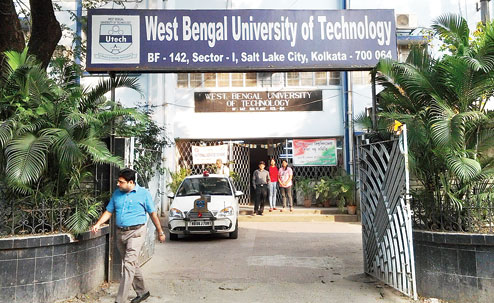 West Bengal University of Technology
Utech
BF - 142, Sector - I, Salt Lake City, Kolkata - 700 064
WEST BENGAL UNIVERSITY
OF TECHNOLOGY